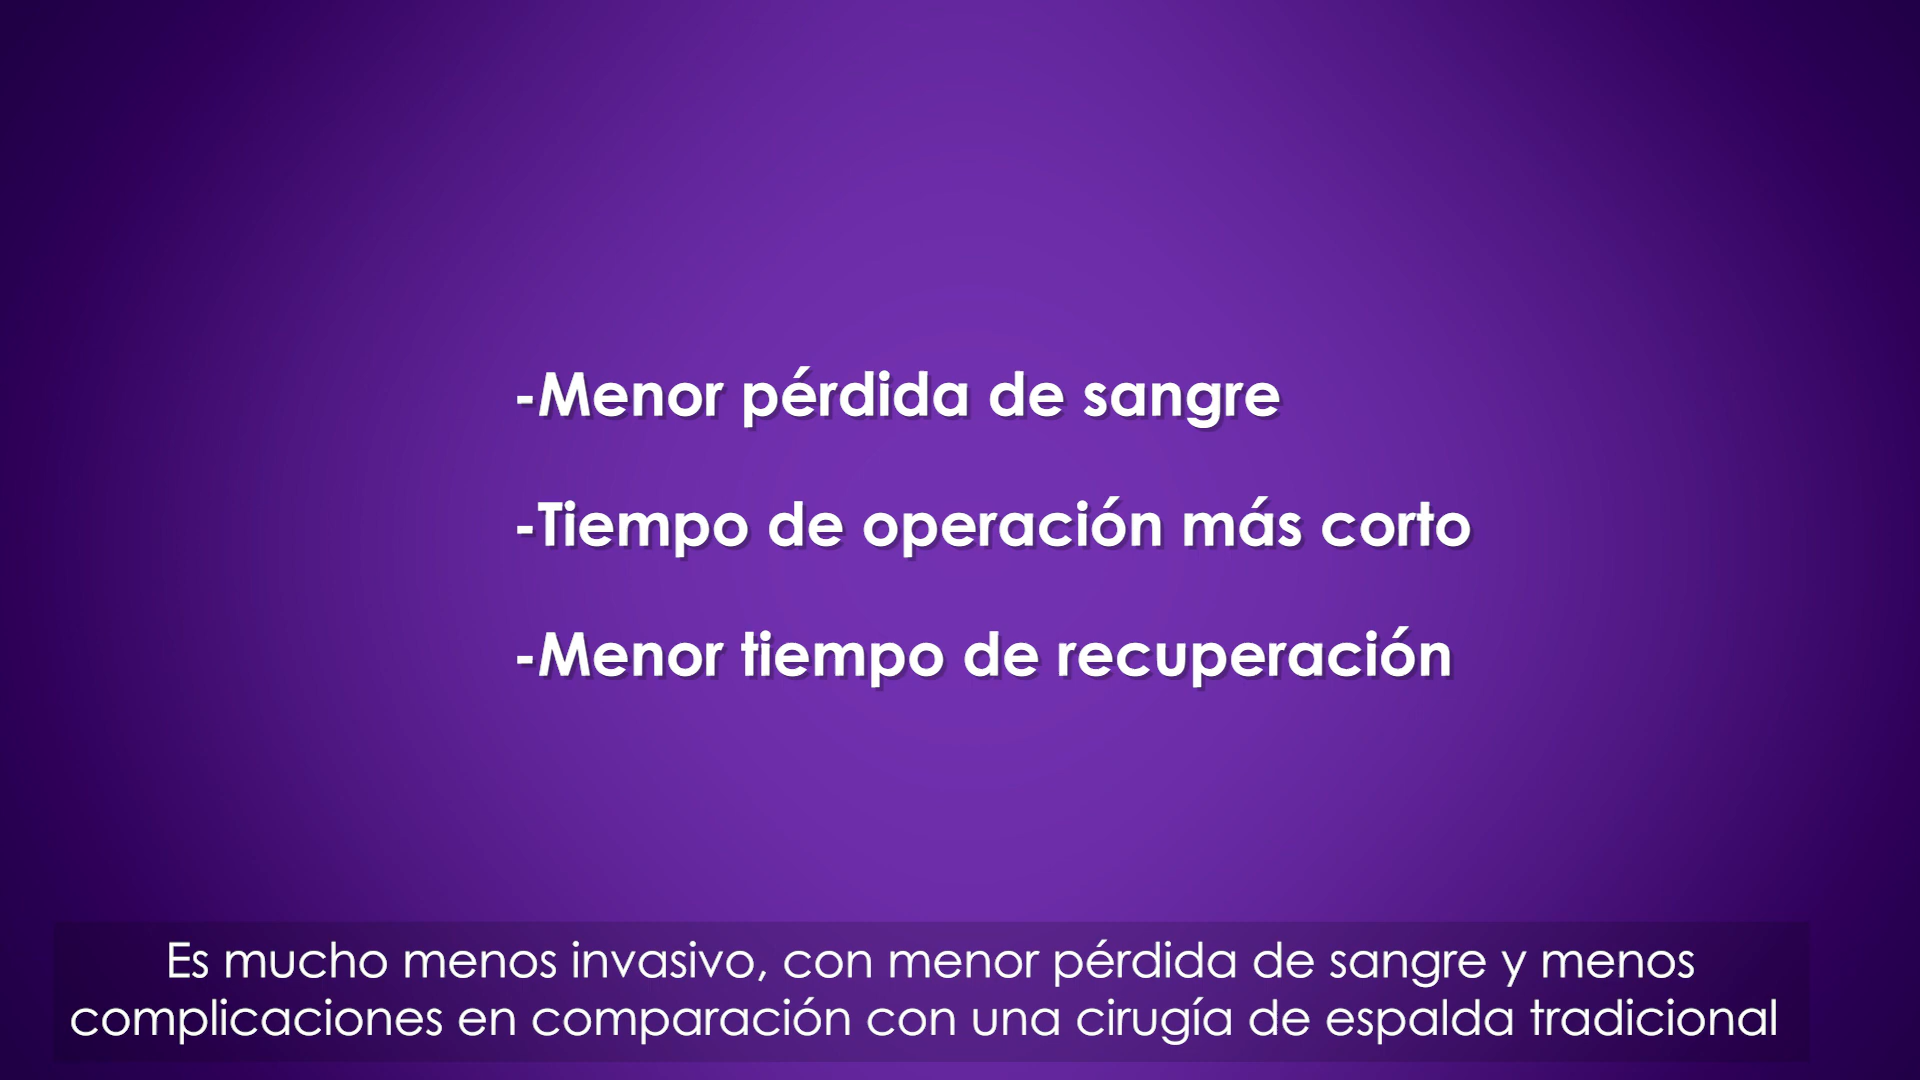 -Menor pérdida de sangre
-Tiempo de operación más corto
-Menor tiempo de recuperación
Es mucho menos invasivo, con menor pérdida de sangre y menos
complicaciones en comparación con una cirugía de espalda tradicional